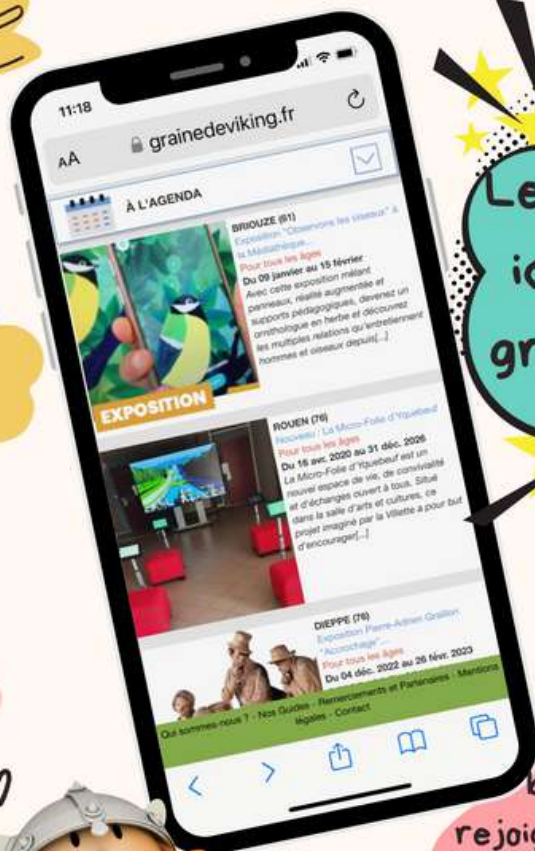 11:18
AA grainedeviking.fr
À L'AGENDA
BRIOUZE (61)
Exposition "Observons les oiseaux" à
la Médiathèque...
Pour tous les âges
Du 09 janvier au 15 février
Avec cette exposition mêlant
panneaux, réalité augmentée et
supports pédagogiques, devenez un
ornithologue en herbe et découvrez
les multiples relations qu'entretiennent
hommes et oiseaux depuis[...]
EXPOSITION
ROUEN (76)
Nouveau : La Micro-Folie d'Yquebeuf
Pour tous les âges
Du 16 avr. 2020 au 31 déc. 2026
La Micro-Folie d'Yquebeuf est un
nouvel espace de vie, de convivialité
et d'échanges ouvert à tous. Situé
dans la salle d'arts et cultures, ce
projet imaginé par la Villette a pour but
d'encourager[...]
DIEPPE (76)
Exposition Pierre-Adrien Graillon
"Accrochage"...
Pour tous les âges
Du 04 déc. 2022 au 26 févr. 2023
Qui sommes-nous ? - Nos Guides - Remerciements et Partenaires - Mentions
légales - Contact
Le
gr
rejoig